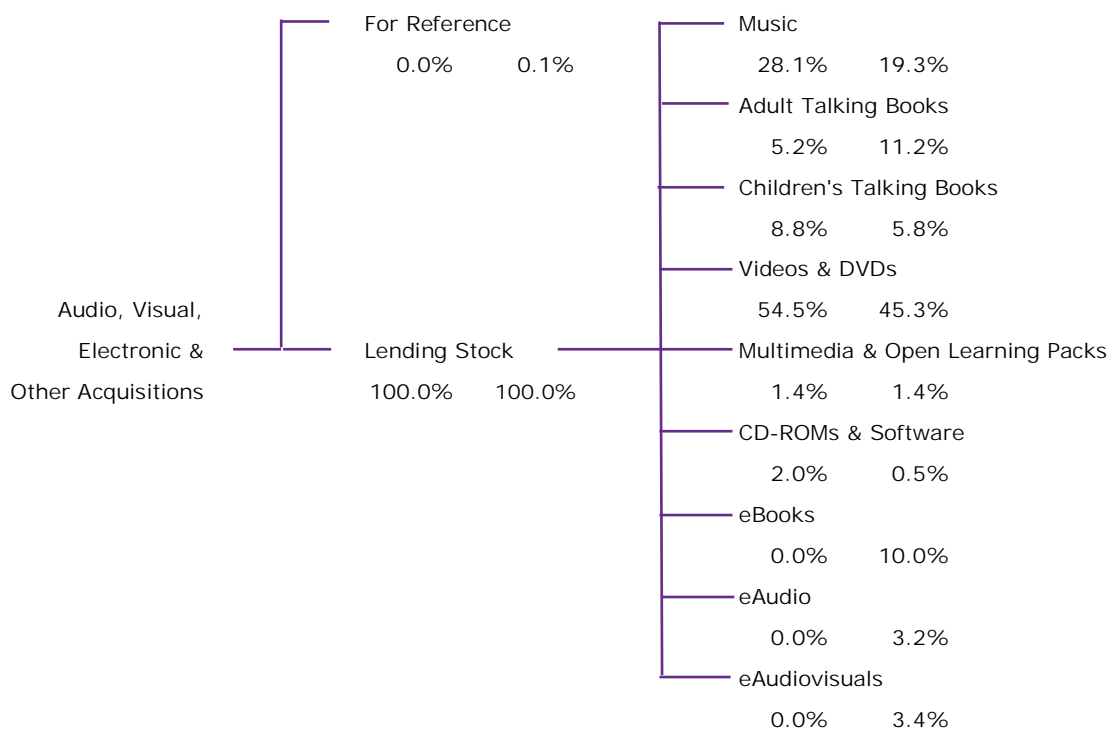 For Reference
0.0% 0.1%
Audio, Visual,
Electronic &
Other Acquisitions
Lending Stock
100.0% 100.0%
Music
28.1% 19.3%
Adult Talking Books
5.2% 11.2%
Children's Talking Books
8.8% 5.8%
Videos & DVDs
54.5% 45.3%
Multimedia & Open Learning Packs
1.4% 1.4%
CD-ROMs & Software
2.0% 0.5%
eBooks
0.0% 10.0%
eAudio
0.0% 3.2%
eAudiovisuals
0.0% 3.4%